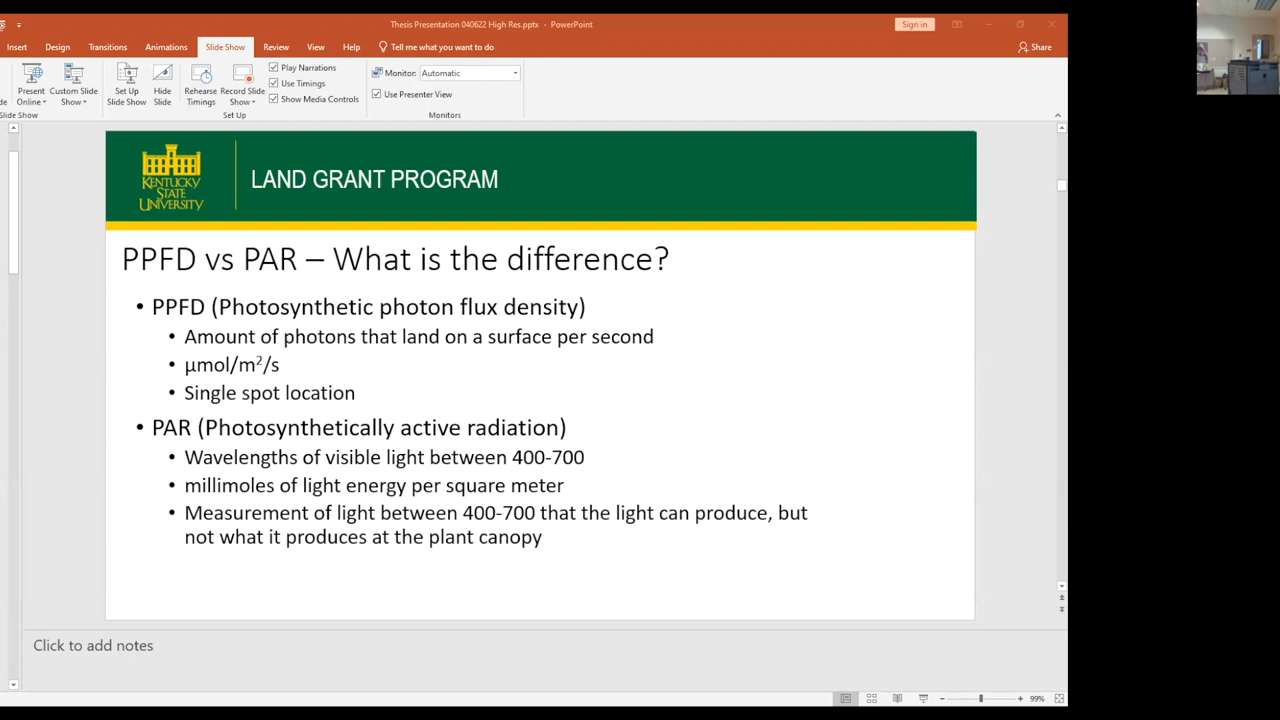 Thesis Presentation 040622 High Res.pptx - PowerPoint
Sign in
Insert Design Transitions Animations Slide Show Review View Help Tell me what you want to do
Share
Present Online
Custom Slide Show
Set Up Slide Show
Hide Slide
Rehearse Timings
Record Slide Show
Play Narrations
Use Timings
Show Media Controls
Monitor: Automatic
Use Presenter View
Slide Show
Set Up
Monitors
KENTUCKY
STATE
UNIVERSITY
LAND GRANT PROGRAM
PPFD vs PAR – What is the difference?
• PPFD (Photosynthetic photon flux density)
• Amount of photons that land on a surface per second
• µmol/m²/s
• Single spot location
• PAR (Photosynthetically active radiation)
• Wavelengths of visible light between 400-700
• millimoles of light energy per square meter
• Measurement of light between 400-700 that the light can produce, but
not what it produces at the plant canopy
Click to add notes
99%